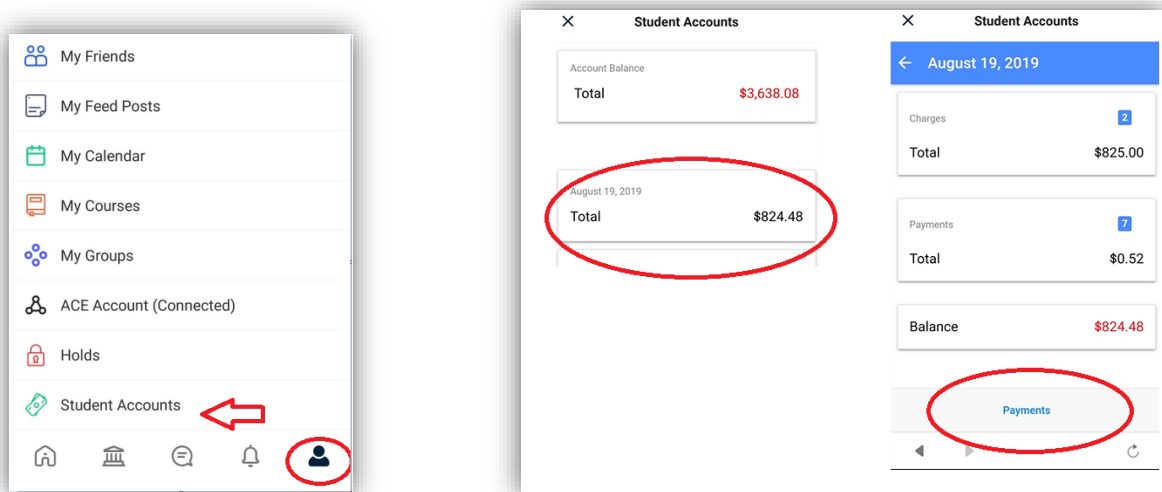 My Friends
My Feed Posts
My Calendar
My Courses
My Groups
ACE Account (Connected)
Holds
Student Accounts
Student Accounts
Account Balance
Total $3,638.08
August 19, 2019
Total $824.48
Student Accounts
August 19, 2019
Charges 2
Total $825.00
Payments 7
Total $0.52
Balance $824.48
Payments